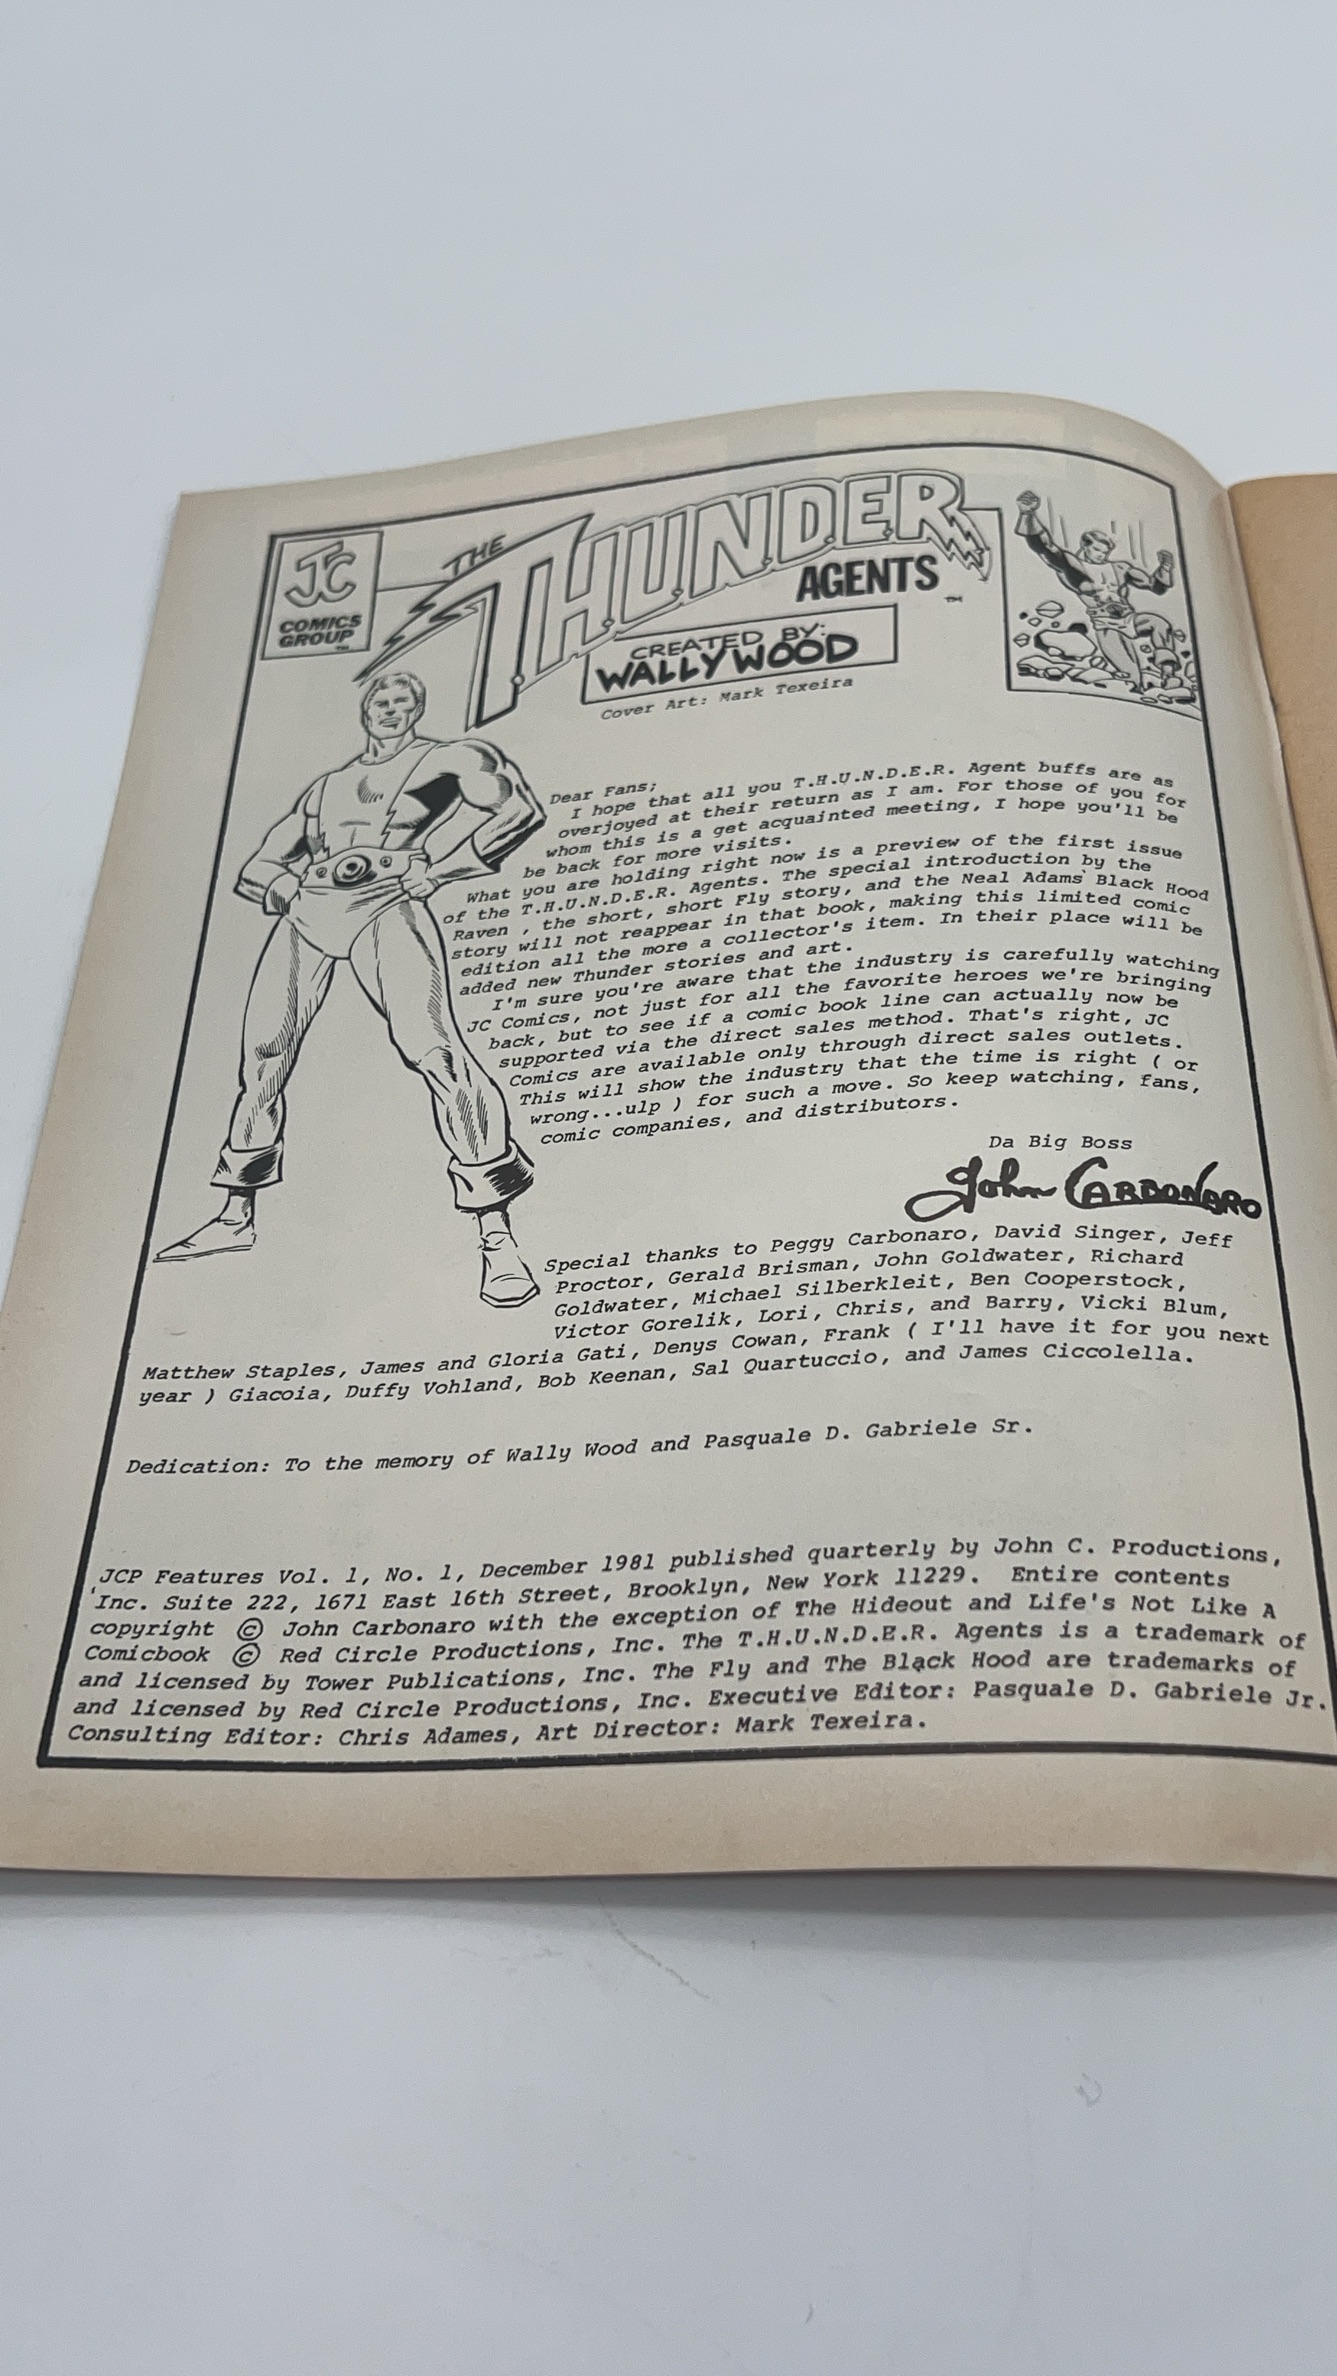 JC
COMICS
GROUP™
THE
THUNDER
AGENTS™
CREATED BY:
WALLY WOOD
Cover Art: Mark Texeira
Dear Fans;
I hope that all you T.H.U.N.D.E.R. Agent buffs are as
overjoyed at their return as I am. For those of you for
whom this is a get acquainted meeting, I hope you'll be
be back for more visits.
What you are holding right now is a preview of the first issue
of the T.H.U.N.D.E.R. Agents. The special introduction by the
Raven , the short, short Fly story, and the Neal Adams Black Hood
story will not reappear in that book, making this limited comic
edition all the more a collector's item. In their place will be
added new Thunder stories and art.
I'm sure you're aware that the industry is carefully watching
JC Comics, not just for all the favorite heroes we're bringing
back, but to see if a comic book line can actually now be
supported via the direct sales method. That's right, JC
Comics are available only through direct sales outlets.
This will show the industry that the time is right ( or
wrong...ulp ) for such a move. So keep watching, fans,
comic companies, and distributors.
Da Big Boss
John CARBONARO
Special thanks to Peggy Carbonaro, David Singer, Jeff
Proctor, Gerald Brisman, John Goldwater, Richard
Goldwater, Michael Silberkleit, Ben Cooperstock,
Victor Gorelik, Lori, Chris, and Barry, Vicki Blum,
Matthew Staples, James and Gloria Gati, Denys Cowan, Frank ( I'll have it for you next
year ) Giacoia, Duffy Vohland, Bob Keenan, Sal Quartuccio, and James Ciccolella.
Dedication: To the memory of Wally Wood and Pasquale D. Gabriele Sr.
JCP Features Vol. 1, No. 1, December 1981 published quarterly by John C. Productions,
Inc. Suite 222, 1671 East 16th Street, Brooklyn, New York 11229. Entire contents
copyright © John Carbonaro with the exception of The Hideout and Life's Not Like A
Comicbook © Red Circle Productions, Inc. The T.H.U.N.D.E.R. Agents is a trademark of
and licensed by Tower Publications, Inc. The Fly and The Black Hood are trademarks of
and licensed by Red Circle Productions, Inc. Executive Editor: Pasquale D. Gabriele Jr.
Consulting Editor: Chris Adames, Art Director: Mark Texeira.